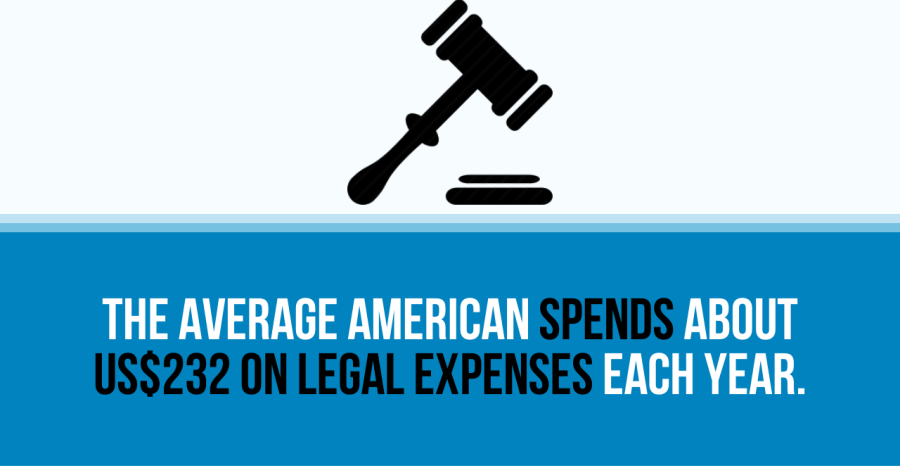 THE AVERAGE AMERICAN SPENDS ABOUT
US$232 ON LEGAL EXPENSES EACH YEAR.